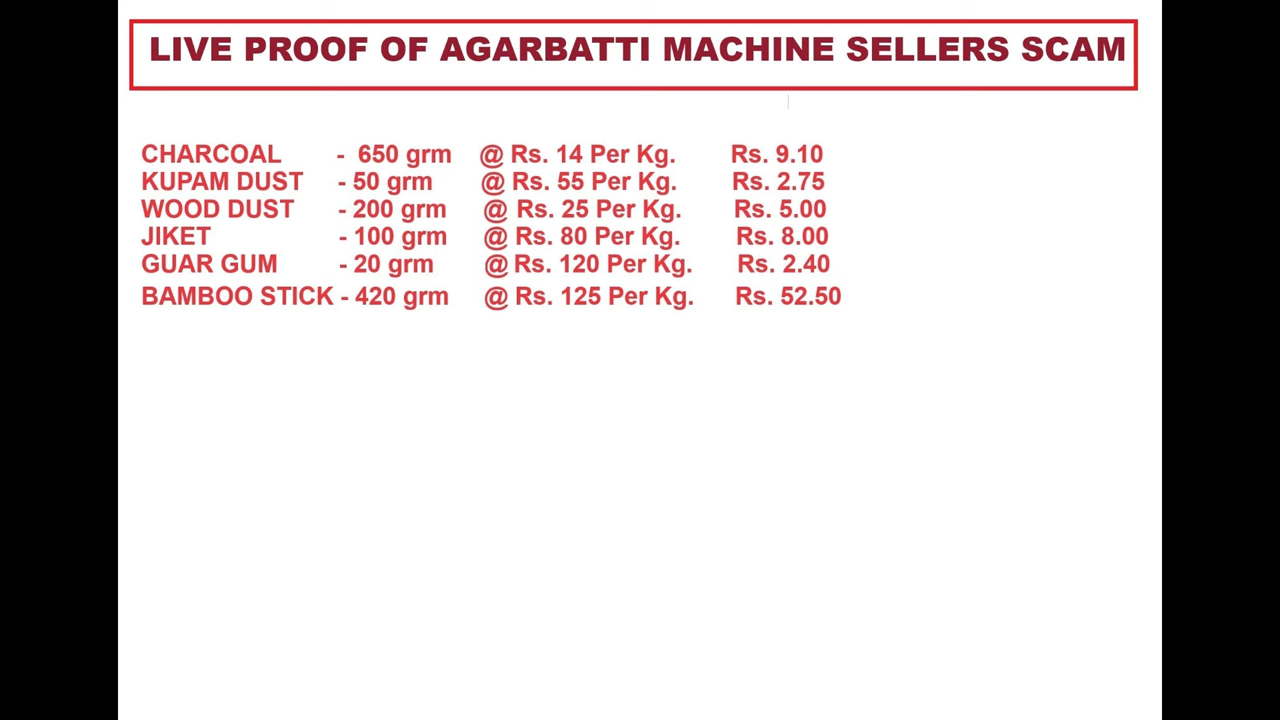 LIVE PROOF OF AGARBATTI MACHINE SELLERS SCAM
CHARCOAL - 650 grm @ Rs. 14 Per Kg. Rs. 9.10
KUPAM DUST - 50 grm @ Rs. 55 Per Kg. Rs. 2.75
WOOD DUST - 200 grm @ Rs. 25 Per Kg. Rs. 5.00
JIKET - 100 grm @ Rs. 80 Per Kg. Rs. 8.00
GUAR GUM - 20 grm @ Rs. 120 Per Kg. Rs. 2.40
BAMBOO STICK - 420 grm @ Rs. 125 Per Kg. Rs. 52.50